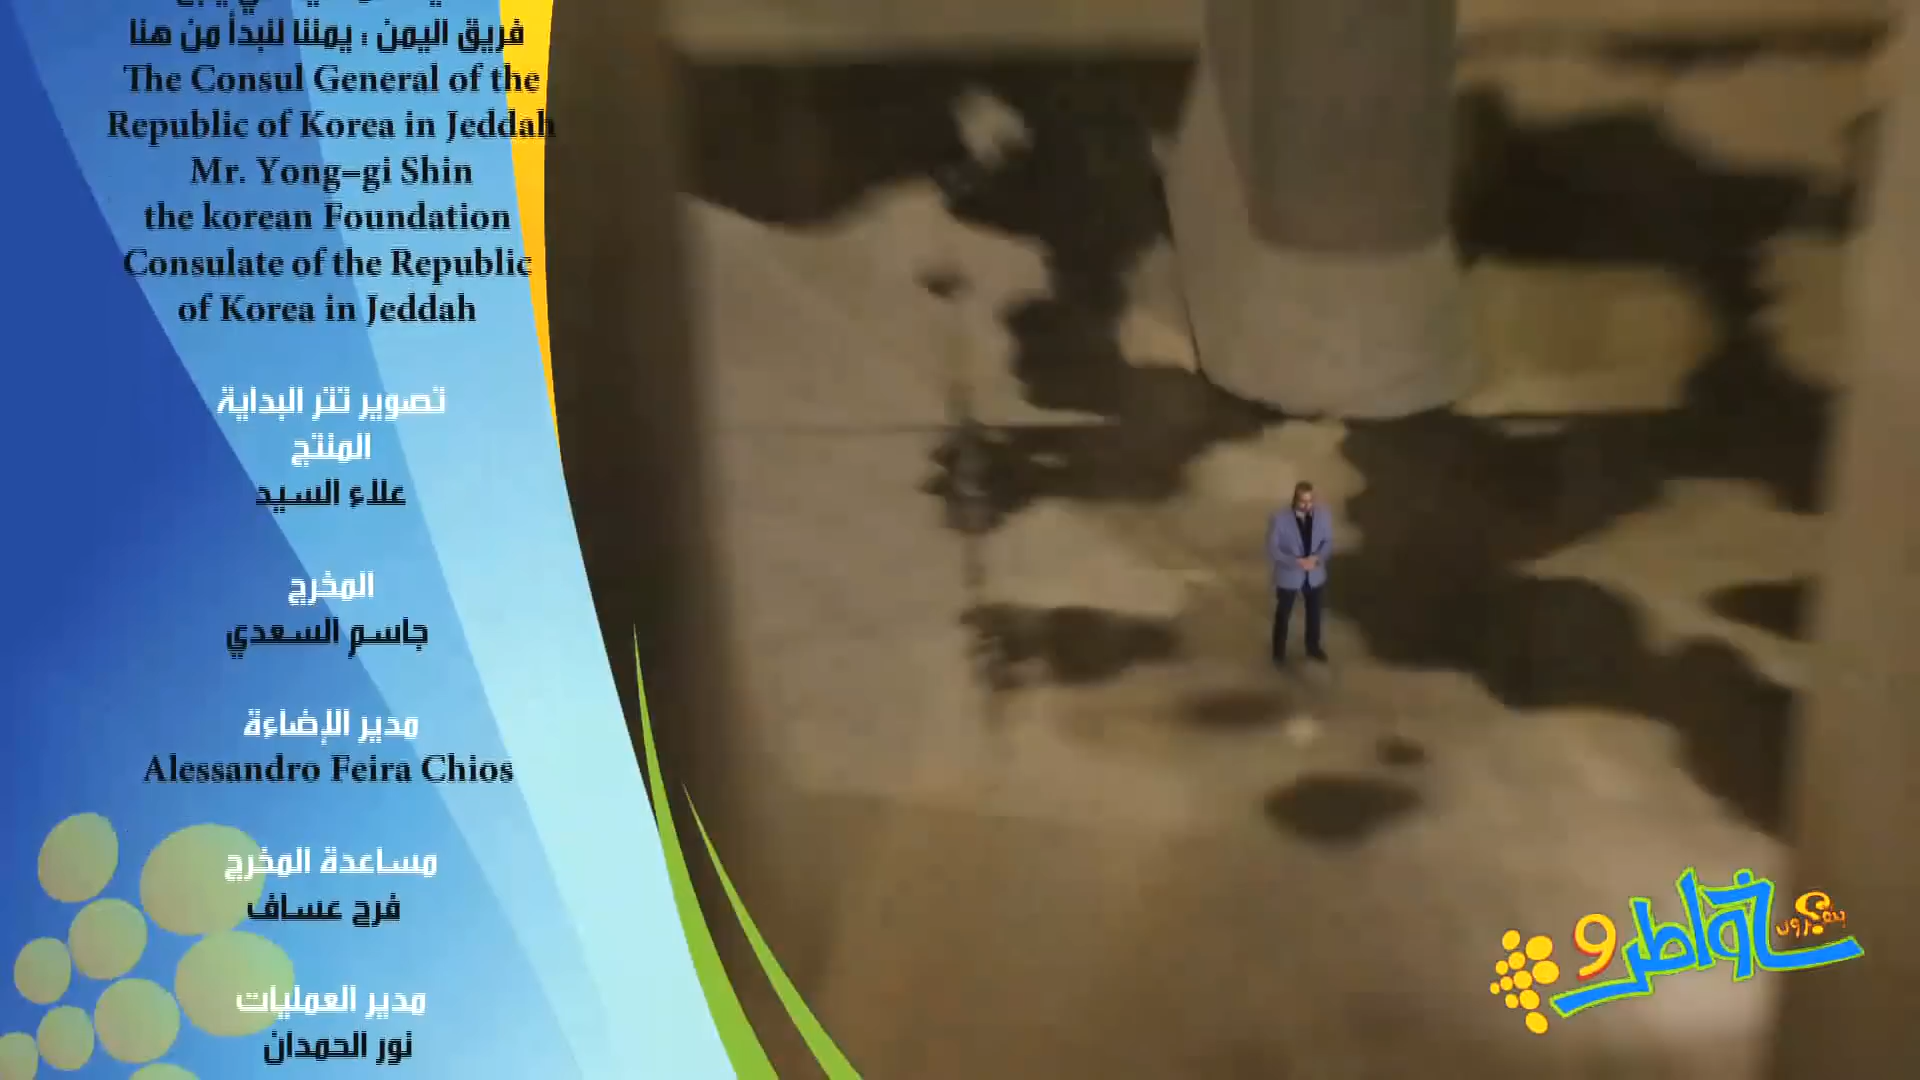 فريق اليمن : يمننا لنبدأ من هنا
The Consul General of the
Republic of Korea in Jeddah
Mr. Yong-gi Shin
the korean Foundation
Consulate of the Republic
of Korea in Jeddah
تصوير تتر البداية
المنتج
علاء السيد
المخرج
جاسم السعدي
مدير الإضاءة
Alessandro Feira Chios
مساعدة المخرج
فرح عساف
مدير العمليات
نور الحمدان
خواطر 9